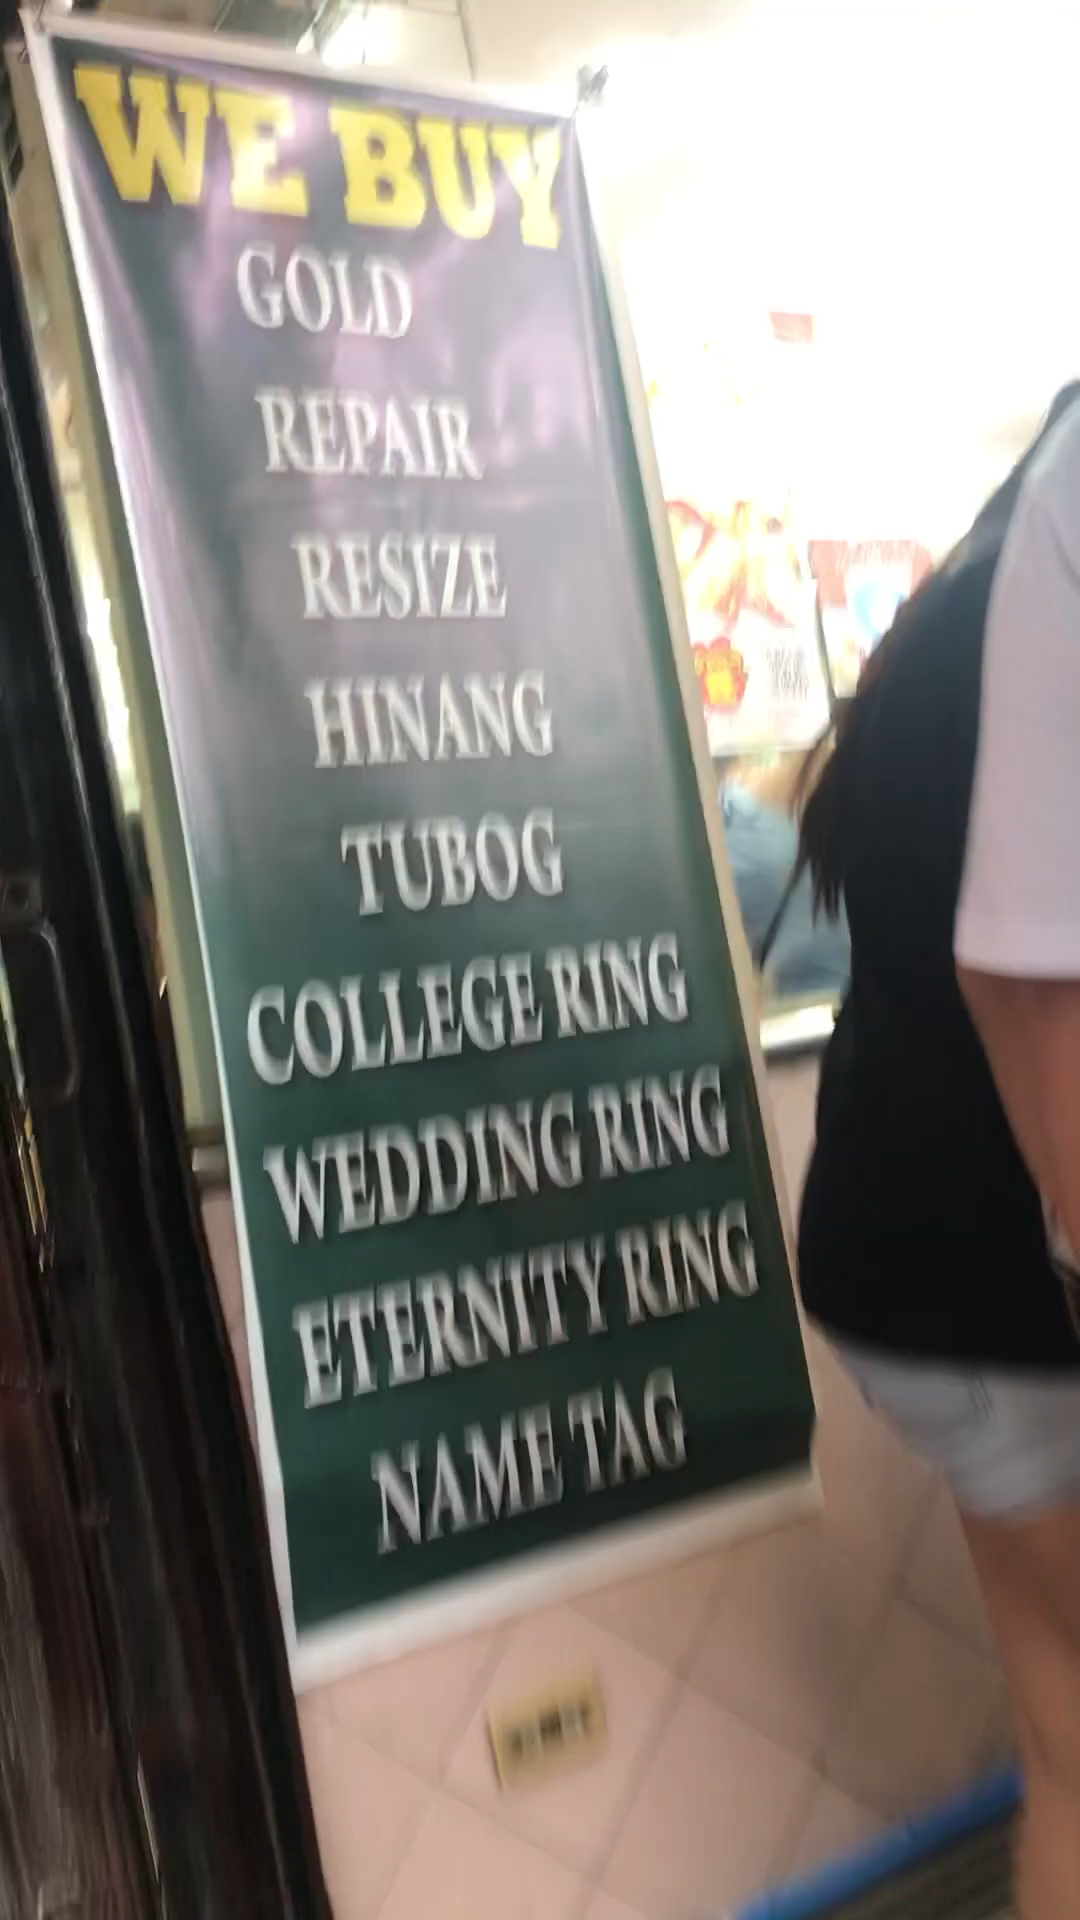 WE BUY
GOLD
REPAIR
RESIZE
HINANG
TUBOG
COLLEGE RING
WEDDING RING
ETERNITY RING
NAME TAG